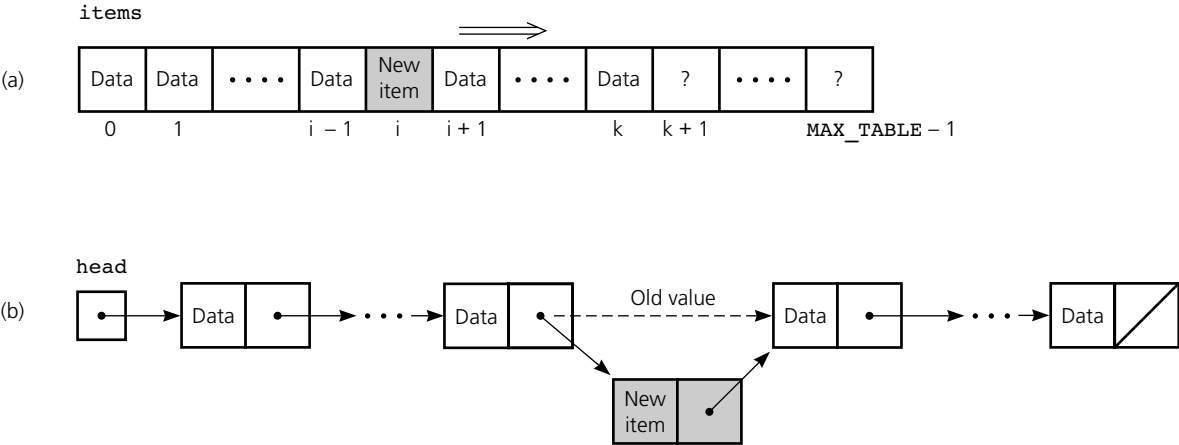 items
(a)
Data Data •••• Data New item Data •••• Data ? •••• ?
0 1 i – 1 i i + 1 k k + 1 MAX_TABLE – 1
head
(b)
Data ••• Data Old value Data ••• Data
New
item